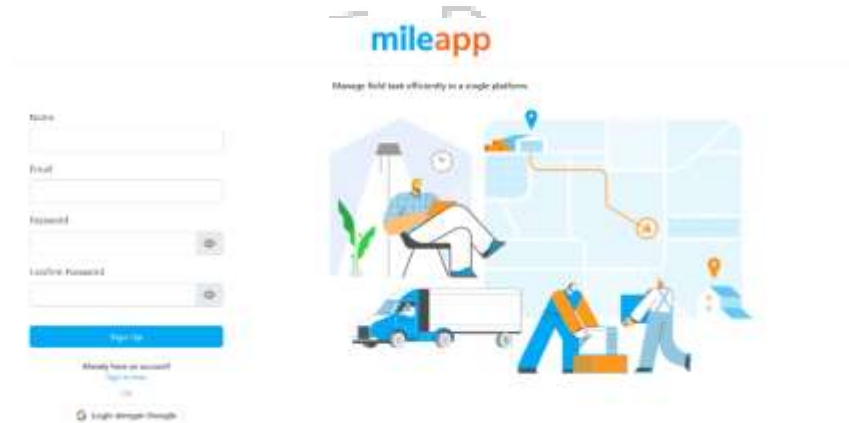 mileapp
Manage field task efficiently in a single platform
Name
Email
Password
Confirm Password
Sign Up
Already have an account?
Sign in now
OR
Login dengan Google